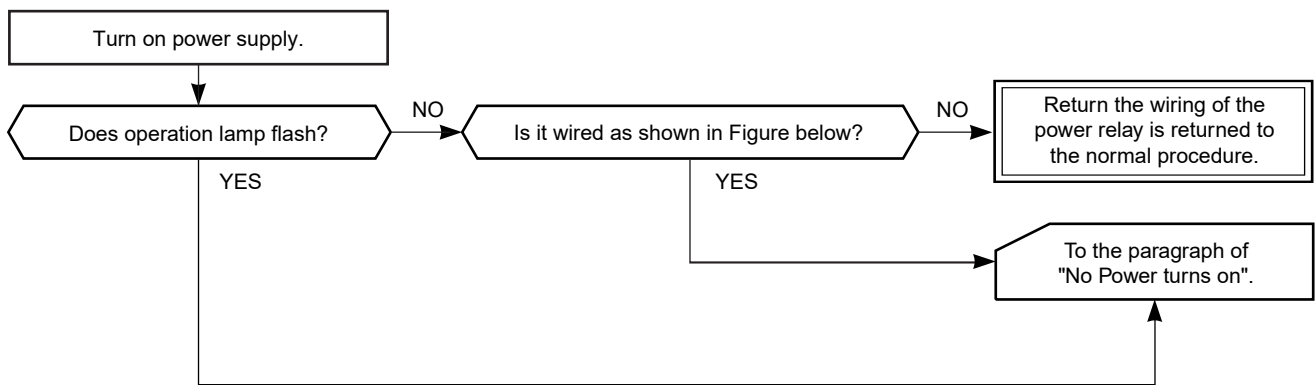 Turn on power supply.
Does operation lamp flash?
NO
Is it wired as shown in Figure below?
NO
Return the wiring of the
power relay is returned to
the normal procedure.
YES
YES
To the paragraph of
"No Power turns on".